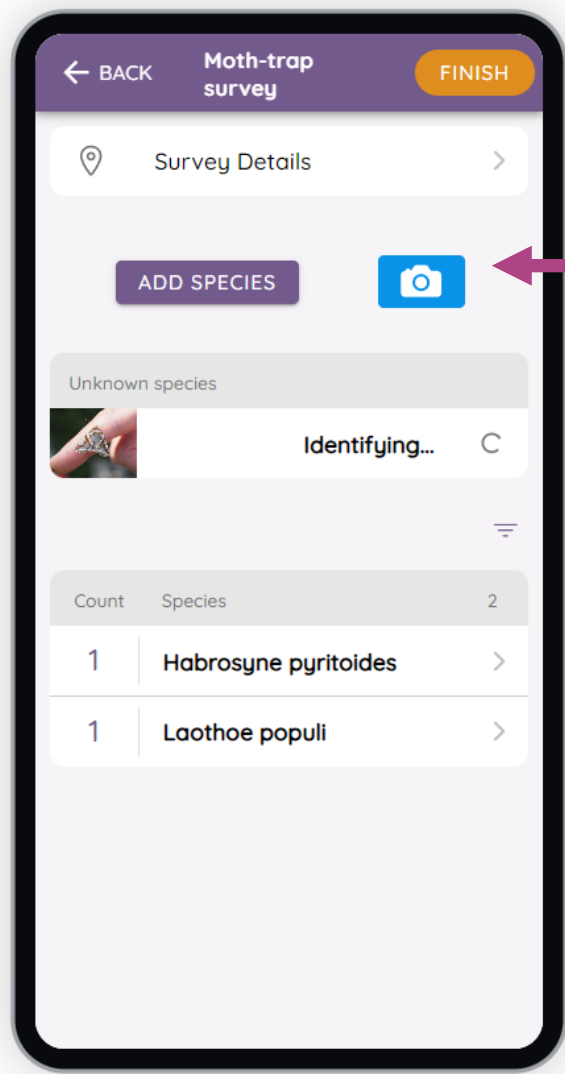 BACK
Moth-trap
survey
FINISH
Survey Details
ADD SPECIES
Unknown species
Identifying...
Count Species 2
1 Habrosyne pyritoides
1 Laothoe populi